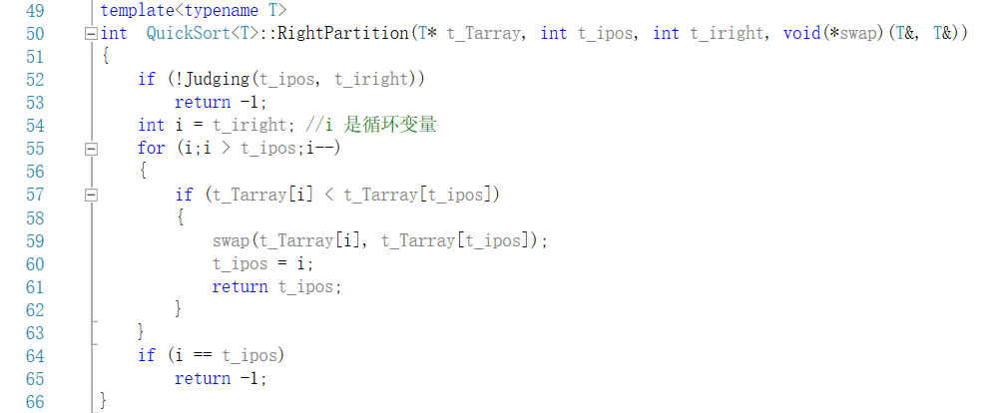 49 template<typename T>
50 int  QuickSort<T>::RightPartition(T* t_Tarray, int t_ipos, int t_iright, void(*swap)(T&, T&))
51 {
52     if (!Judging(t_ipos, t_iright))
53         return -1;
54     int i = t_iright; //i 是循环变量
55     for (i;i > t_ipos;i--)
56     {
57         if (t_Tarray[i] < t_Tarray[t_ipos])
58         {
59             swap(t_Tarray[i], t_Tarray[t_ipos]);
60             t_ipos = i;
61             return t_ipos;
62         }
63     }
64     if (i == t_ipos)
65         return -1;
66 }